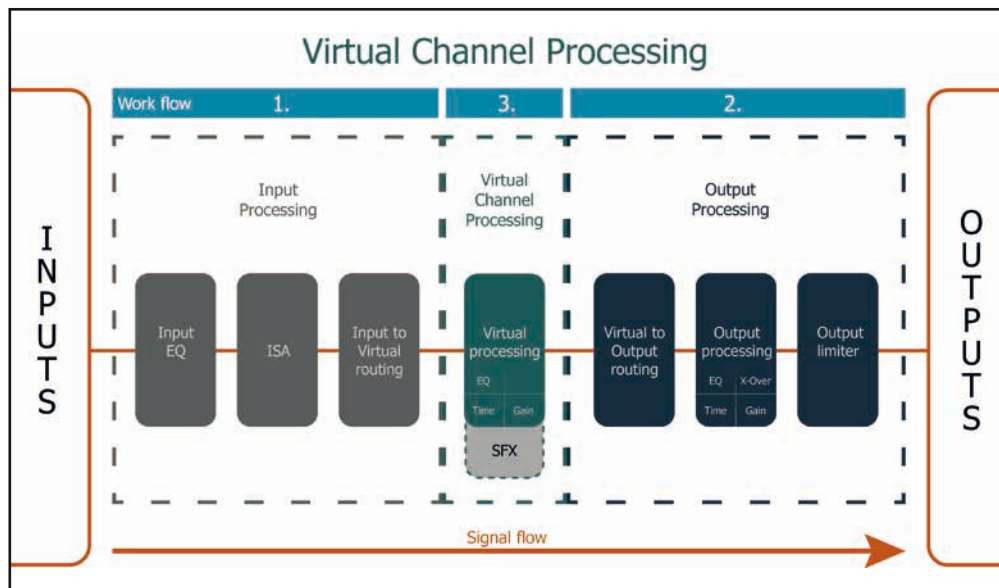 Virtual Channel Processing
Work flow 1. 3. 2.
INPUTS
Input
Processing
Virtual
Channel
Processing
Output
Processing
OUTPUTS
Input
EQ
ISA
Input to
Virtual
routing
Virtual
processing
EQ
Time Gain
SFX
Virtual to
Output
routing
Output
processing
EQ X-Over
Time Gain
Output
limiter
Signal flow